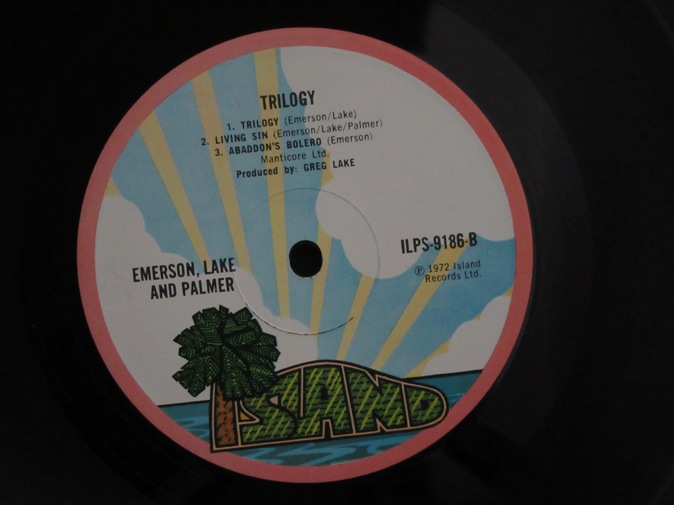 TRILOGY
1. TRILOGY (Emerson/Lake)
2. LIVING SIN (Emerson/Lake/Palmer)
3. ABADDON'S BOLERO (Emerson)
Manticore Ltd.
Produced by: GREG LAKE
ILPS-9186-B
℗ 1972 Island
Records Ltd.
EMERSON, LAKE
AND PALMER
ISLAND